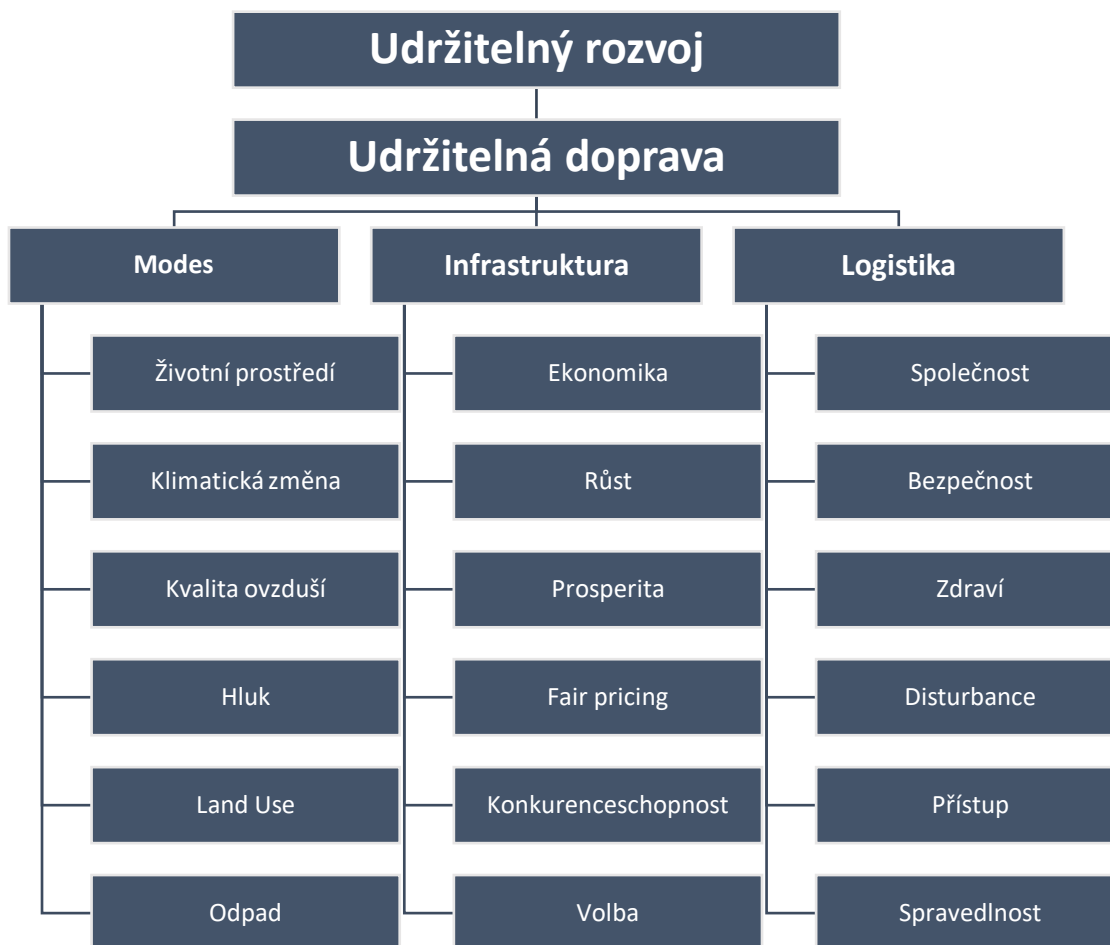 Udržitelný rozvoj
Udržitelná doprava
Modes
Životní prostředí
Klimatická změna
Kvalita ovzduší
Hluk
Land Use
Odpad
Infrastruktura
Ekonomika
Růst
Prosperita
Fair pricing
Konkurenceschopnost
Volba
Logistika
Společnost
Bezpečnost
Zdraví
Disturbance
Přístup
Spravedlnost